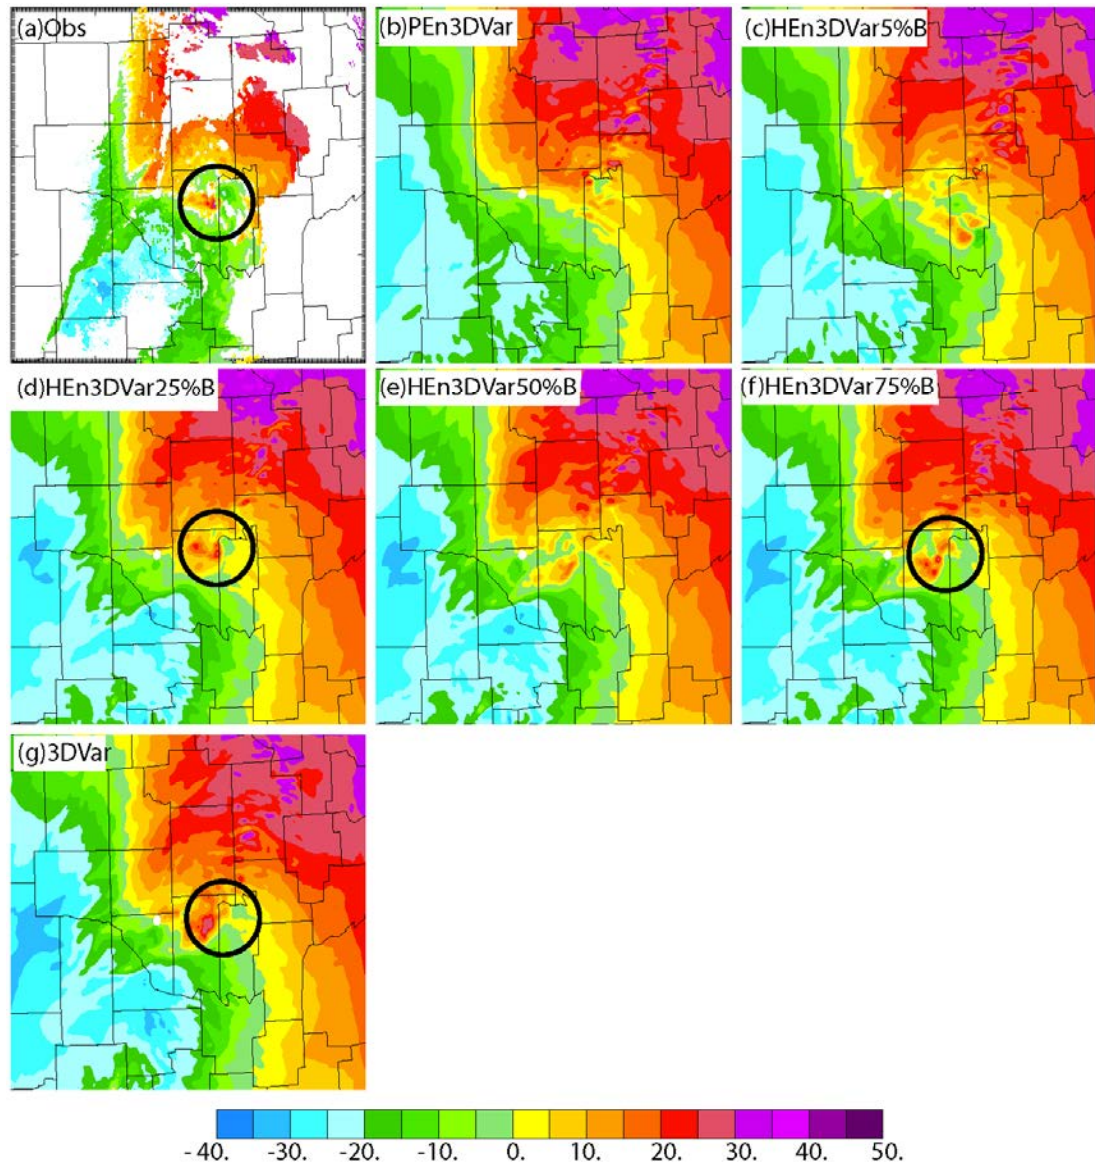 (a)Obs
(b)PEn3DVar
(c)HEn3DVar5%B
(d)HEn3DVar25%B
(e)HEn3DVar50%B
(f)HEn3DVar75%B
(g)3DVar
-40. -30. -20. -10. 0. 10. 20. 30. 40. 50.